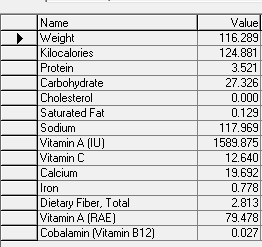 Name Value
Weight 116.289
Kilocalories 124.881
Protein 3.521
Carbohydrate 27.326
Cholesterol 0.000
Saturated Fat 0.129
Sodium 117.969
Vitamin A (IU) 1589.875
Vitamin C 12.640
Calcium 19.692
Iron 0.778
Dietary Fiber, Total 2.813
Vitamin A (RAE) 79.478
Cobalamin (Vitamin B12) 0.027